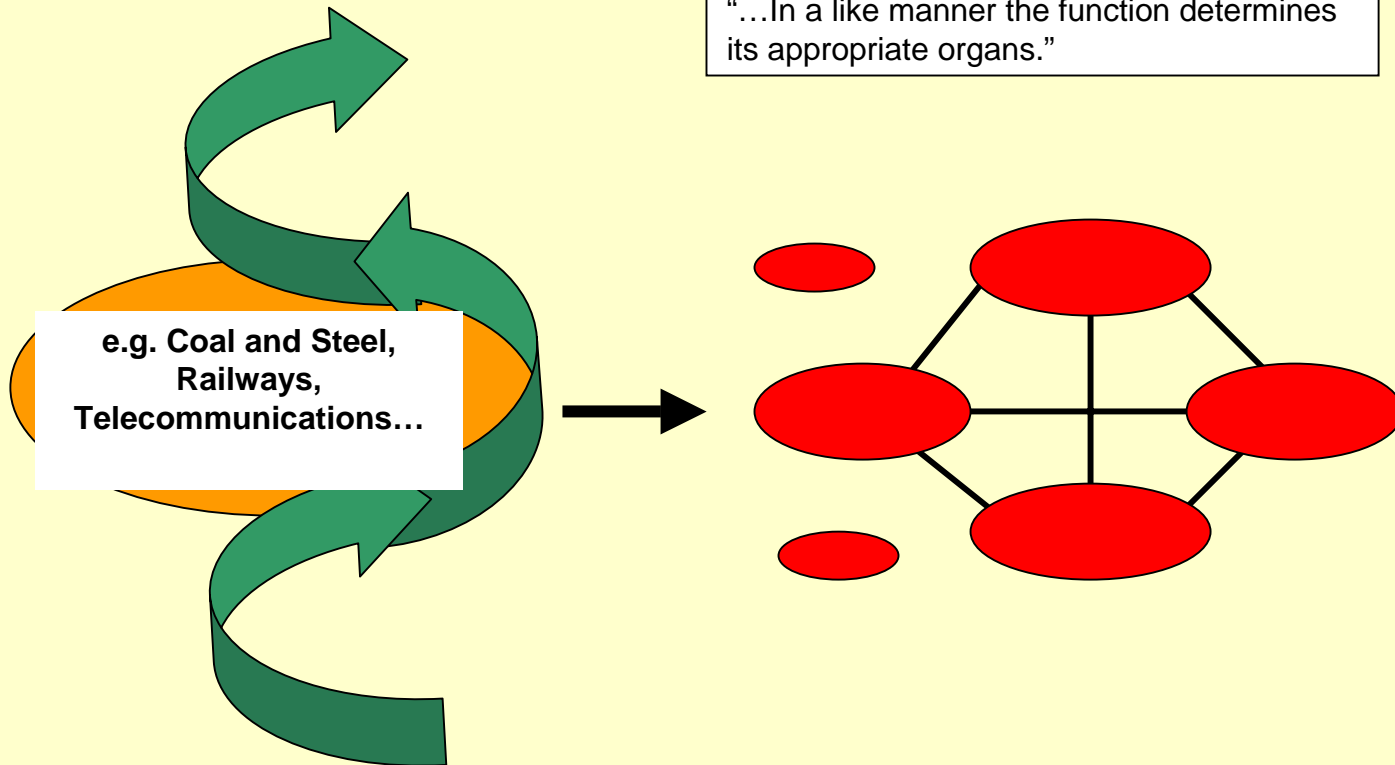 “…In a like manner the function determines
its appropriate organs.”
e.g. Coal and Steel,
Railways,
Telecommunications…